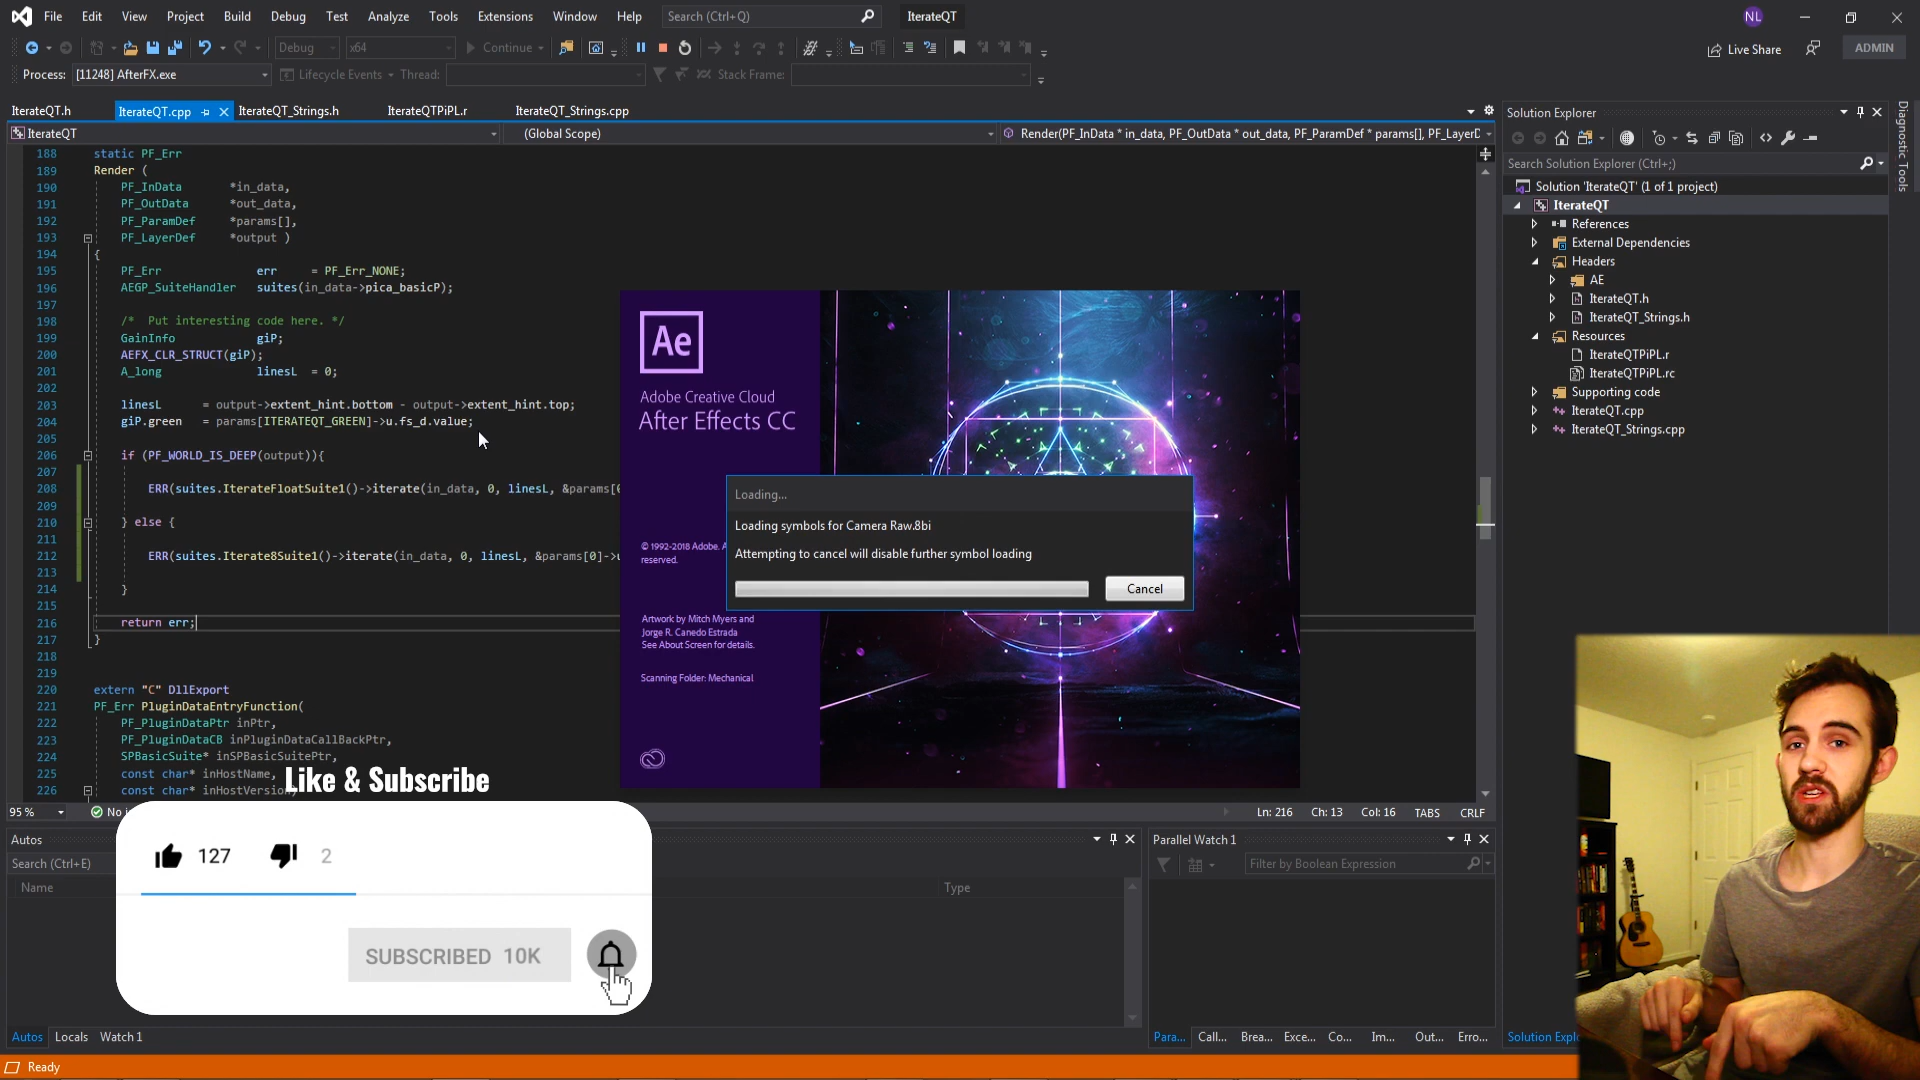 File Edit View Project Build Debug Test Analyze Tools Extensions Window Help Search (Ctrl+Q) IterateQT NL
Debug x64 Continue Live Share ADMIN
Process: [11248] AfterFX.exe Lifecycle Events Thread: Stack Frame:
IterateQT.h IterateQT.cpp IterateQT_Strings.h IterateQTPiPL.r IterateQT_Strings.cpp
IterateQT (Global Scope) Render(PF_InData * in_data, PF_OutData * out_data, PF_ParamDef * params[], PF_LayerD
188 static PF_Err
189 Render (
190 PF_InData *in_data,
191 PF_OutData *out_data,
192 PF_ParamDef *params[],
193 PF_LayerDef *output )
194 {
195 PF_Err err = PF_Err_NONE;
196 AEGP_SuiteHandler suites(in_data->pica_basicP);
197
198 /* Put interesting code here. */
199 GainInfo giP;
200 AEFX_CLR_STRUCT(giP);
201 A_long linesL = 0;
202
203 linesL = output->extent_hint.bottom - output->extent_hint.top;
204 giP.green = params[ITERATEQT_GREEN]->u.fs_d.value;
205
206 if (PF_WORLD_IS_DEEP(output)){
207
208 ERR(suites.IterateFloatSuite1()->iterate(in_data, 0, linesL, &params[0
209
210 } else {
211
212 ERR(suites.Iterate8Suite1()->iterate(in_data, 0, linesL, &params[0]->u
213
214 }
215
216 return err;
217 }
218
219
220 extern "C" DllExport
221 PF_Err PluginDataEntryFunction(
222 PF_PluginDataPtr inPtr,
223 PF_PluginDataCB inPluginDataCallBackPtr,
224 SPBasicSuite* inSPBasicSuitePtr,
225 const char* inHostName,
226 const char* inHostVersion)
95 % Ln: 216 Ch: 13 Col: 16 TABS CRLF
Ae
Adobe Creative Cloud
After Effects CC
© 1992-2018 Adobe. A
reserved.
Artwork by Mitch Myers and
Jorge R. Canedo Estrada
See About Screen for details.
Scanning Folder: Mechanical
Loading...
Loading symbols for Camera Raw.8bi
Attempting to cancel will disable further symbol loading
Cancel
Solution Explorer
Search Solution Explorer (Ctrl+;)
Solution 'IterateQT' (1 of 1 project)
IterateQT
References
External Dependencies
Headers
AE
IterateQT.h
IterateQT_Strings.h
Resources
IterateQTPiPL.r
IterateQTPiPL.rc
Supporting code
IterateQT.cpp
IterateQT_Strings.cpp
Diagnostic Tools
Like & Subscribe
127 2
SUBSCRIBED 10K
Autos
Search (Ctrl+E)
Name Type
Autos Locals Watch 1
Parallel Watch 1
Filter by Boolean Expression
Para... Call... Brea... Exce... Co... Im... Out... Erro... Solution Explo
Ready